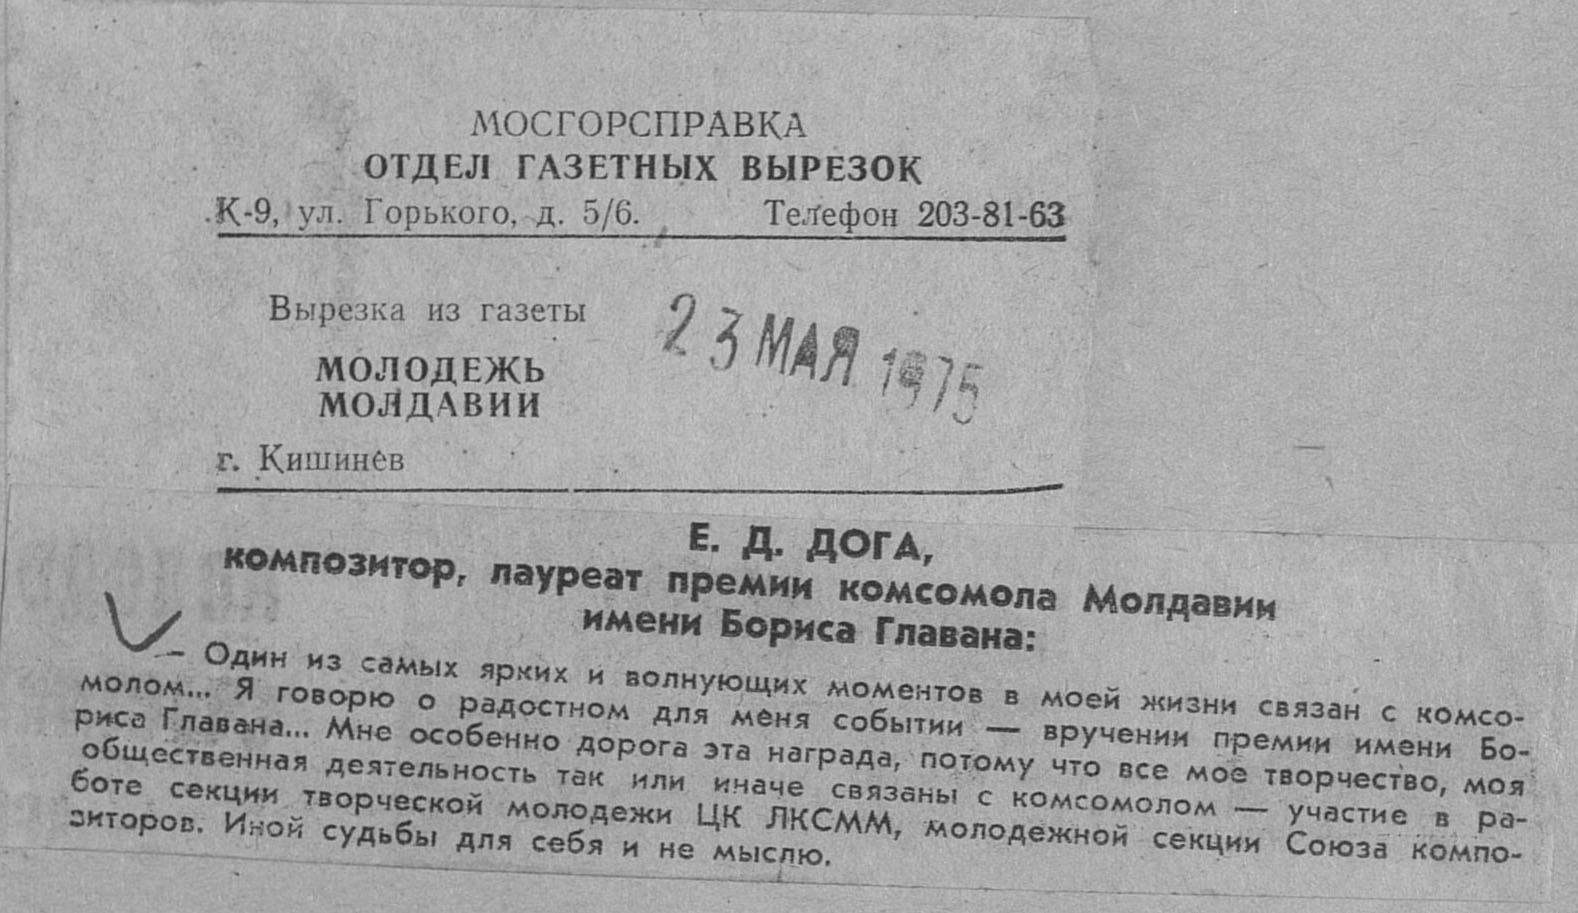 МОСГОРСПРАВКА
ОТДЕЛ ГАЗЕТНЫХ ВЫРЕЗОК
К-9, ул. Горького, д. 5/6. Телефон 203-81-63
Вырезка из газеты
23 МАЯ 1975
МОЛОДЕЖЬ
МОЛДАВИИ
г. Кишинев
Е. Д. ДОГА,
композитор, лауреат премии комсомола Молдавии
имени Бориса Главана:
— Один из самых ярких и волнующих моментов в моей жизни связан с комсо-
молом... Я говорю о радостном для меня событии — вручении премии имени Бо-
риса Главана... Мне особенно дорога эта награда, потому что все мое творчество, моя
общественная деятельность так или иначе связаны с комсомолом — участие в ра-
боте секции творческой молодежи ЦК ЛКСММ, молодежной секции Союза компо-
зиторов. Иной судьбы для себя и не мыслю.